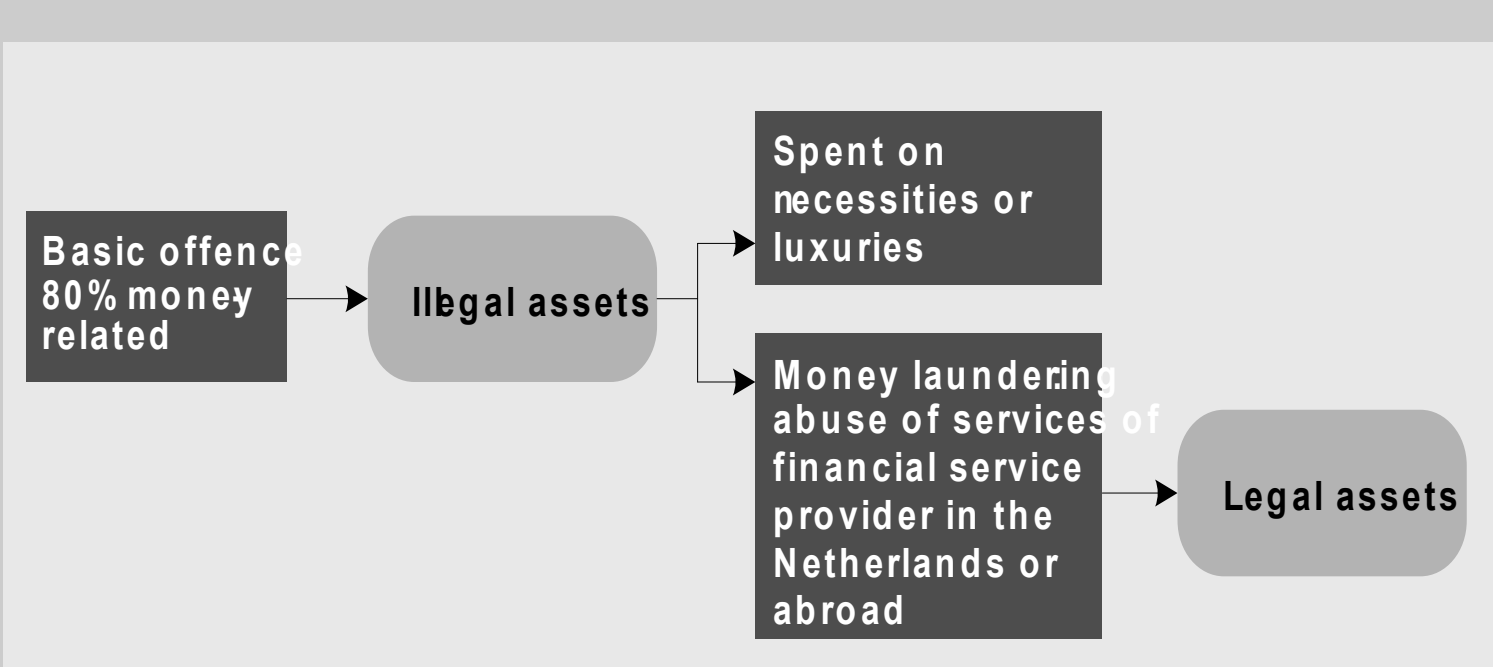 Basic offence
80% money-
related
Illegal assets
Spent on
necessities or
luxuries
Money laundering:
abuse of services of
financial service
provider in the
Netherlands or
abroad
Legal assets